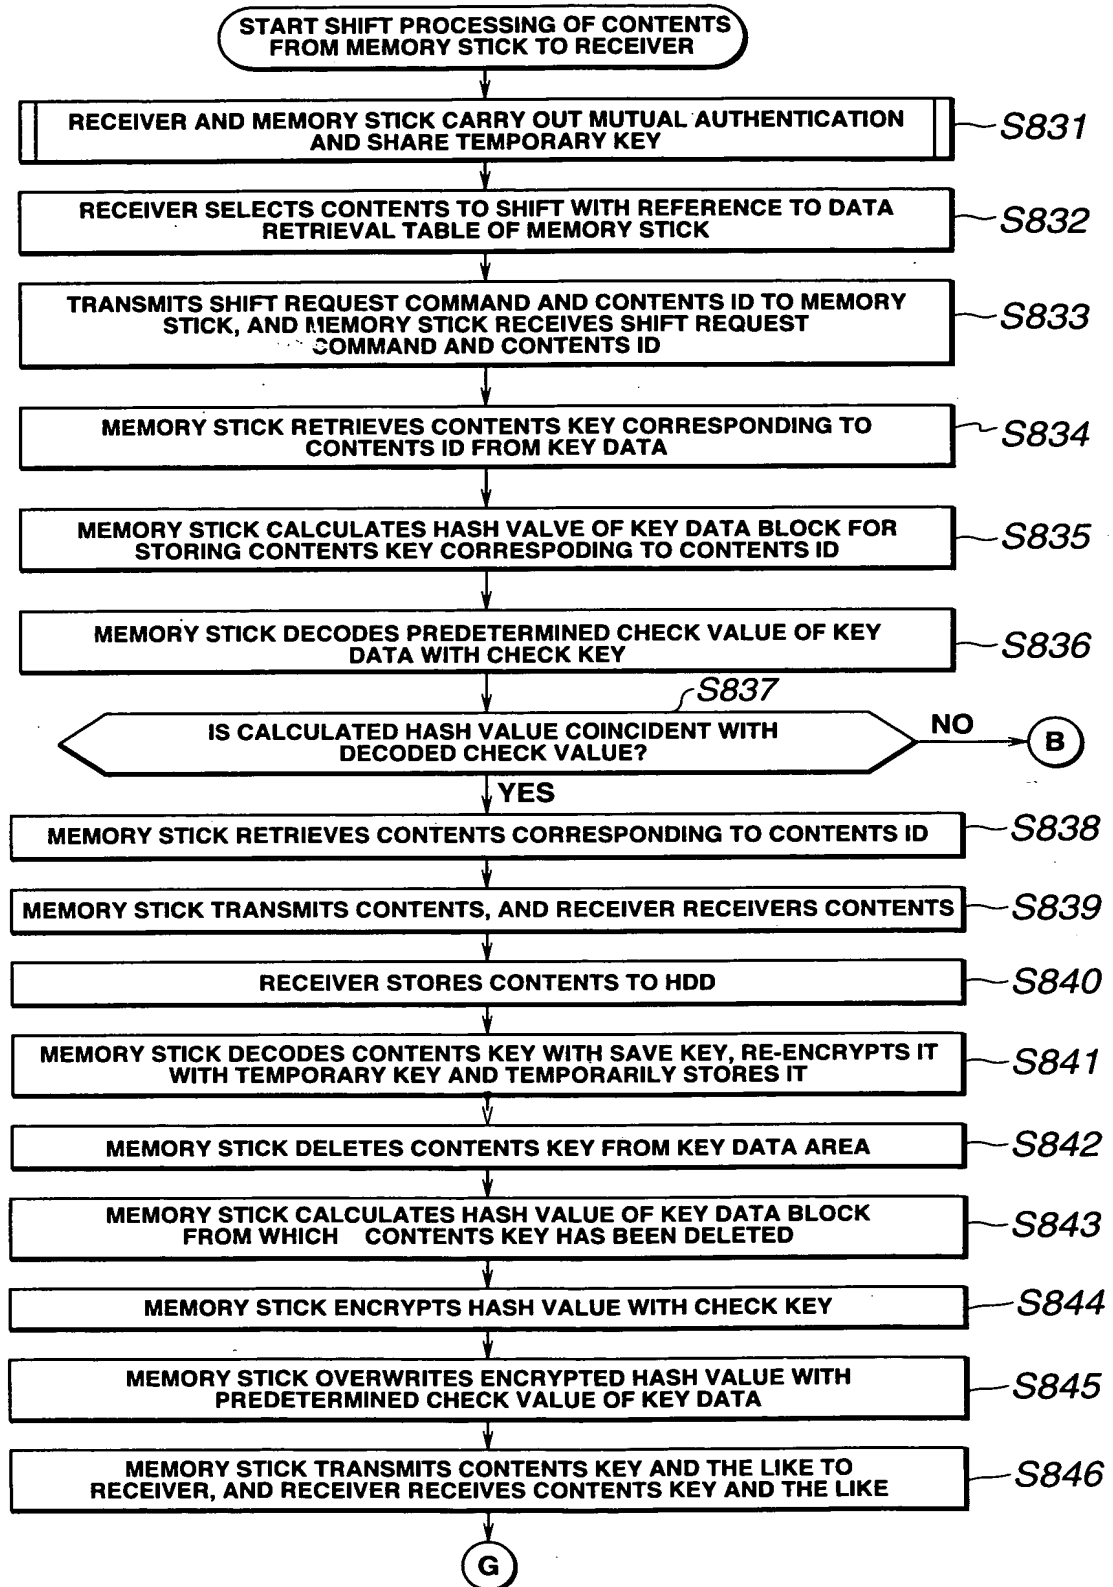 START SHIFT PROCESSING OF CONTENTS
FROM MEMORY STICK TO RECEIVER
RECEIVER AND MEMORY STICK CARRY OUT MUTUAL AUTHENTICATION
AND SHARE TEMPORARY KEY
S831
RECEIVER SELECTS CONTENTS TO SHIFT WITH REFERENCE TO DATA
RETRIEVAL TABLE OF MEMORY STICK
S832
TRANSMITS SHIFT REQUEST COMMAND AND CONTENTS ID TO MEMORY
STICK, AND MEMORY STICK RECEIVES SHIFT REQUEST
COMMAND AND CONTENTS ID
S833
MEMORY STICK RETRIEVES CONTENTS KEY CORRESPONDING TO
CONTENTS ID FROM KEY DATA
S834
MEMORY STICK CALCULATES HASH VALVE OF KEY DATA BLOCK FOR
STORING CONTENTS KEY CORRESPODING TO CONTENTS ID
S835
MEMORY STICK DECODES PREDETERMINED CHECK VALUE OF KEY
DATA WITH CHECK KEY
S836
S837
IS CALCULATED HASH VALUE COINCIDENT WITH
DECODED CHECK VALUE?
NO
B
YES
MEMORY STICK RETRIEVES CONTENTS CORRESPONDING TO CONTENTS ID
S838
MEMORY STICK TRANSMITS CONTENTS, AND RECEIVER RECEIVERS CONTENTS
S839
RECEIVER STORES CONTENTS TO HDD
S840
MEMORY STICK DECODES CONTENTS KEY WITH SAVE KEY, RE-ENCRYPTS IT
WITH TEMPORARY KEY AND TEMPORARILY STORES IT
S841
MEMORY STICK DELETES CONTENTS KEY FROM KEY DATA AREA
S842
MEMORY STICK CALCULATES HASH VALUE OF KEY DATA BLOCK
FROM WHICH CONTENTS KEY HAS BEEN DELETED
S843
MEMORY STICK ENCRYPTS HASH VALUE WITH CHECK KEY
S844
MEMORY STICK OVERWRITES ENCRYPTED HASH VALUE WITH
PREDETERMINED CHECK VALUE OF KEY DATA
S845
MEMORY STICK TRANSMITS CONTENTS KEY AND THE LIKE TO
RECEIVER, AND RECEIVER RECEIVES CONTENTS KEY AND THE LIKE
S846
G